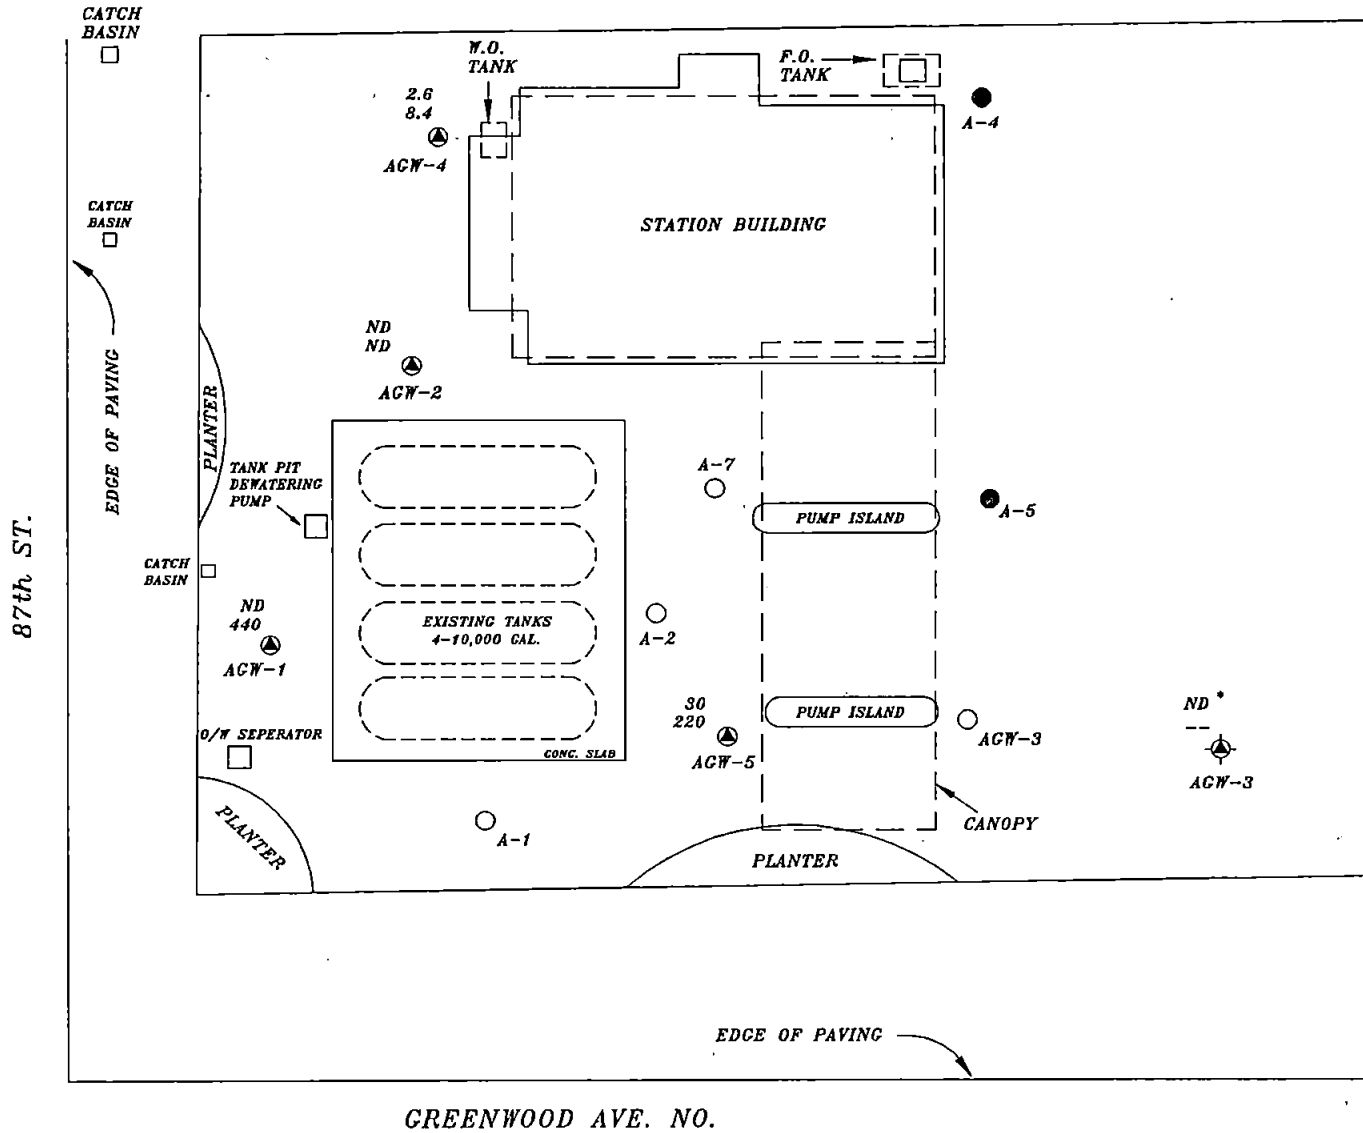 CATCH
BASIN
W.O.
TANK
F.O.
TANK
2.6
8.4
AGW-4
A-4
CATCH
BASIN
STATION BUILDING
ND
ND
AGW-2
EDGE OF PAVING
PLANTER
TANK PIT
DEWATERING
PUMP
A-7
PUMP ISLAND
A-5
87th ST.
CATCH
BASIN
ND
440
AGW-1
EXISTING TANKS
4-10,000 GAL.
A-2
30
220
AGW-5
PUMP ISLAND
AGW-3
ND *
--
AGW-3
O/W SEPERATOR
CONC. SLAB
PLANTER
A-1
CANOPY
PLANTER
EDGE OF PAVING
GREENWOOD AVE. NO.